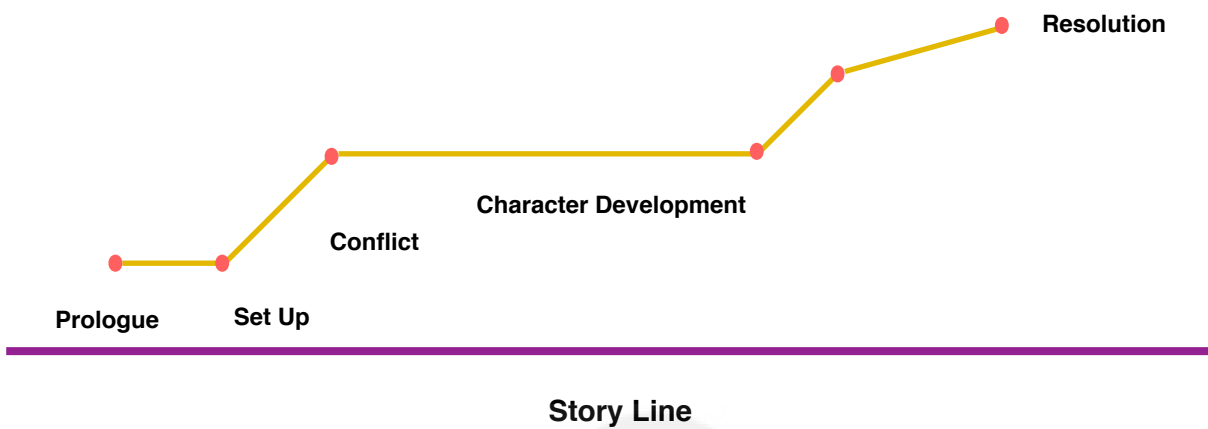 Resolution
Character Development
Conflict
Prologue
Set Up
Story Line